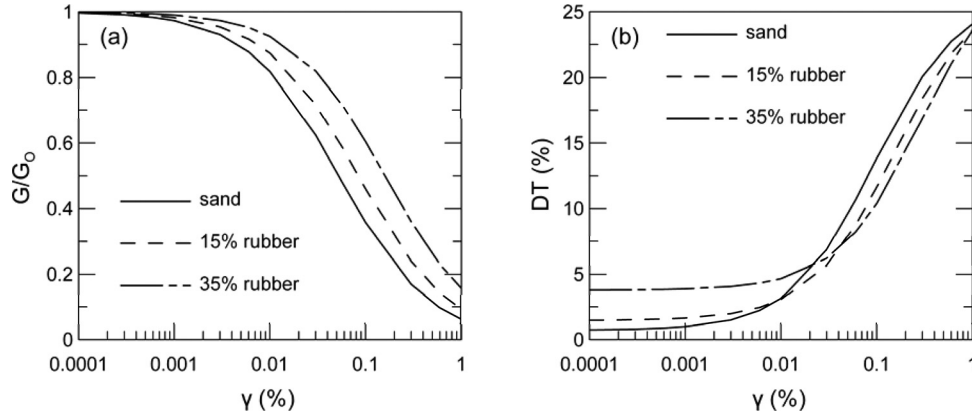 (a)
G/G₀
1
0.8
0.6
0.4
0.2
0
sand
15% rubber
35% rubber
0.0001 0.001 0.01 0.1 1
γ (%)
(b)
DT (%)
25
20
15
10
5
0
sand
15% rubber
35% rubber
0.0001 0.001 0.01 0.1 1
γ (%)